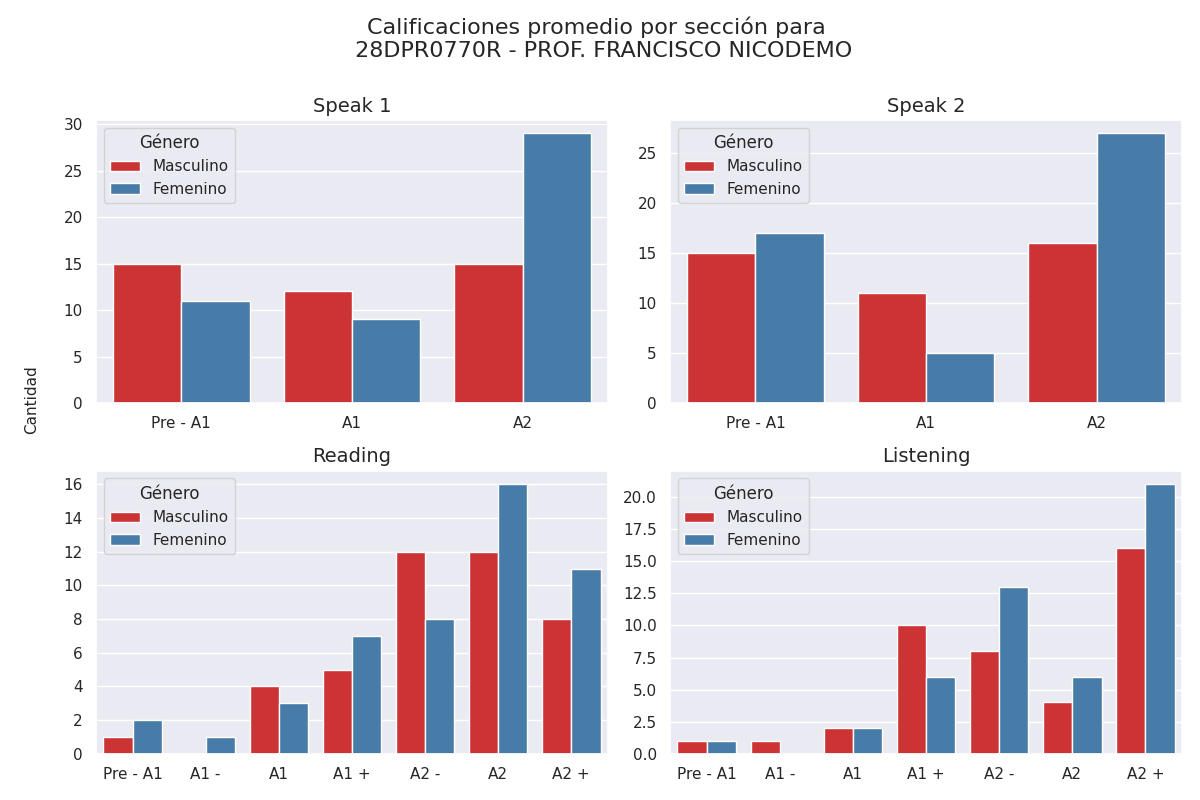 Calificaciones promedio por sección para
28DPR0770R - PROF. FRANCISCO NICODEMO
Cantidad
Speak 1
Género
Masculino
Femenino
30
25
20
15
10
5
0
Pre - A1 A1 A2
Speak 2
Género
Masculino
Femenino
25
20
15
10
5
0
Pre - A1 A1 A2
Reading
Género
Masculino
Femenino
16
14
12
10
8
6
4
2
0
Pre - A1 A1 - A1 A1 + A2 - A2 A2 +
Listening
Género
Masculino
Femenino
20.0
17.5
15.0
12.5
10.0
7.5
5.0
2.5
0.0
Pre - A1 A1 - A1 A1 + A2 - A2 A2 +